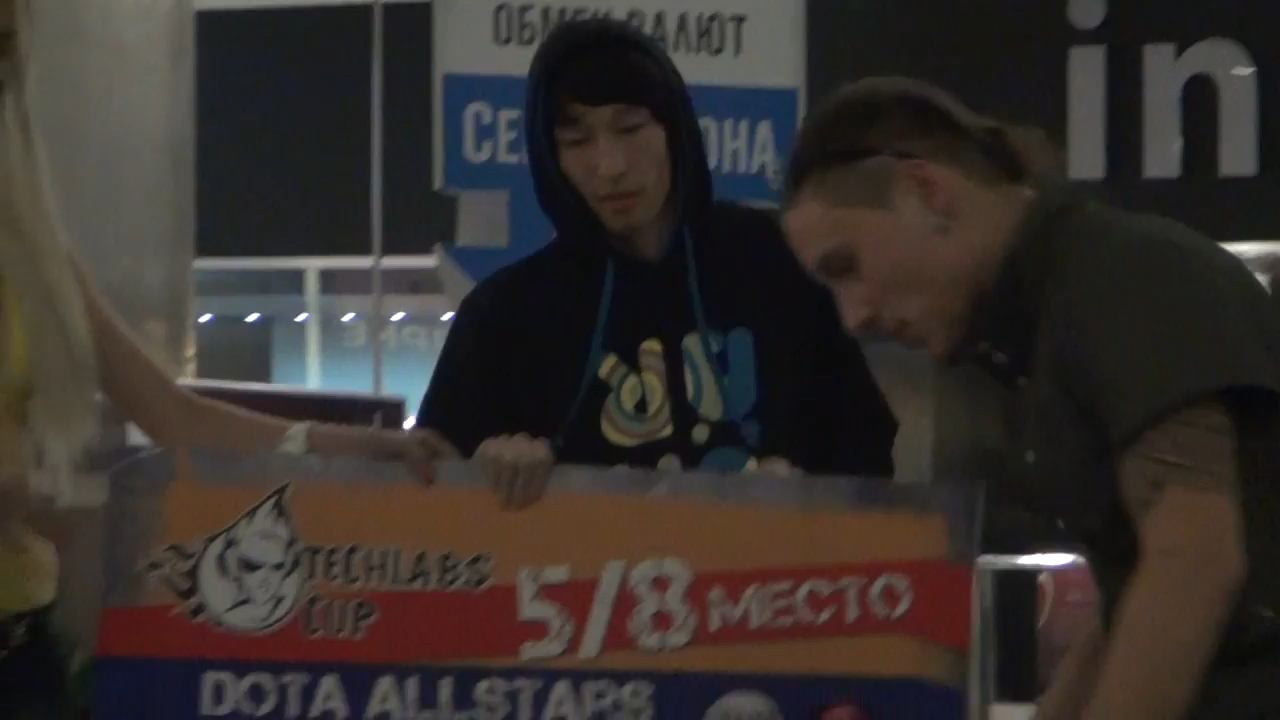 ОБМЕН ВАЛЮТ
in
TECHLABS
CUP
5/8 МЕСТО
DOTA ALLSTARS